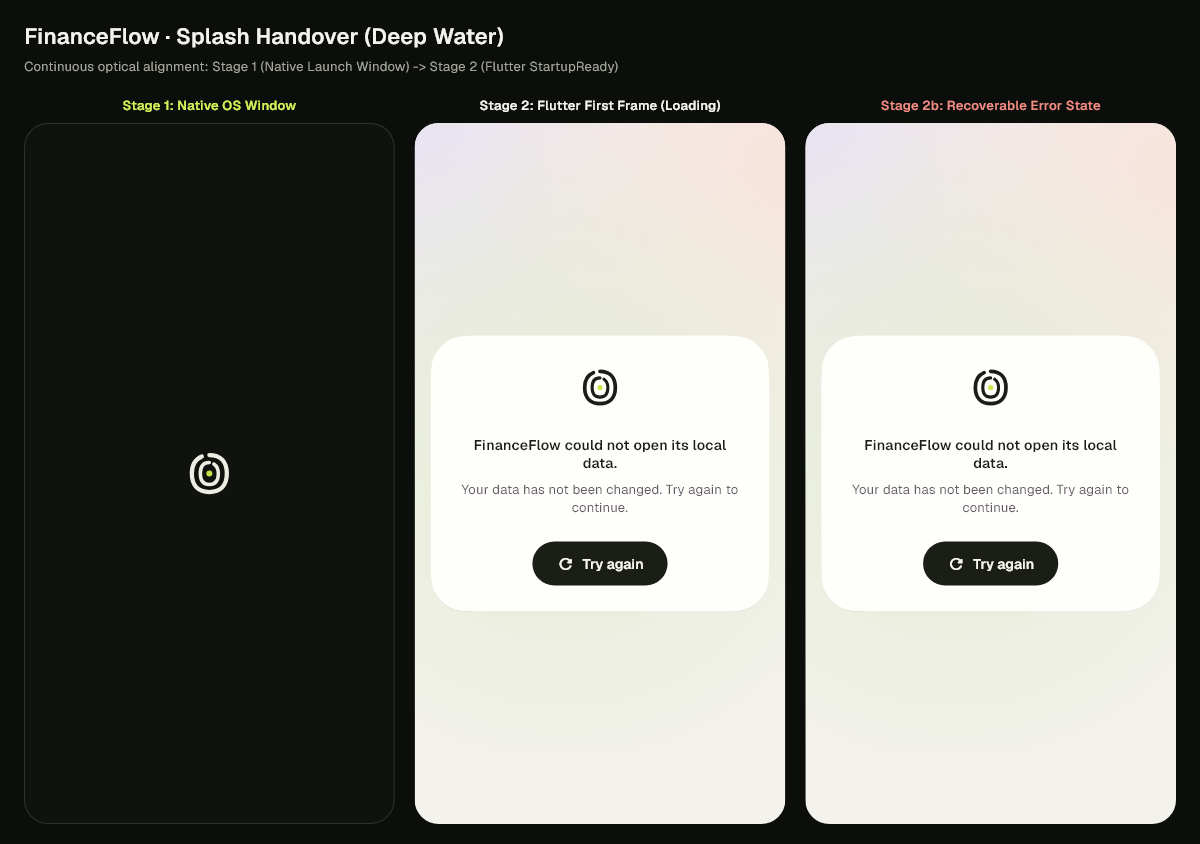 FinanceFlow · Splash Handover (Deep Water)
Continuous optical alignment: Stage 1 (Native Launch Window) -> Stage 2 (Flutter StartupReady)
Stage 1: Native OS Window
Stage 2: Flutter First Frame (Loading)
FinanceFlow could not open its local
data.
Your data has not been changed. Try again to
continue.
Try again
Stage 2b: Recoverable Error State
FinanceFlow could not open its local
data.
Your data has not been changed. Try again to
continue.
Try again